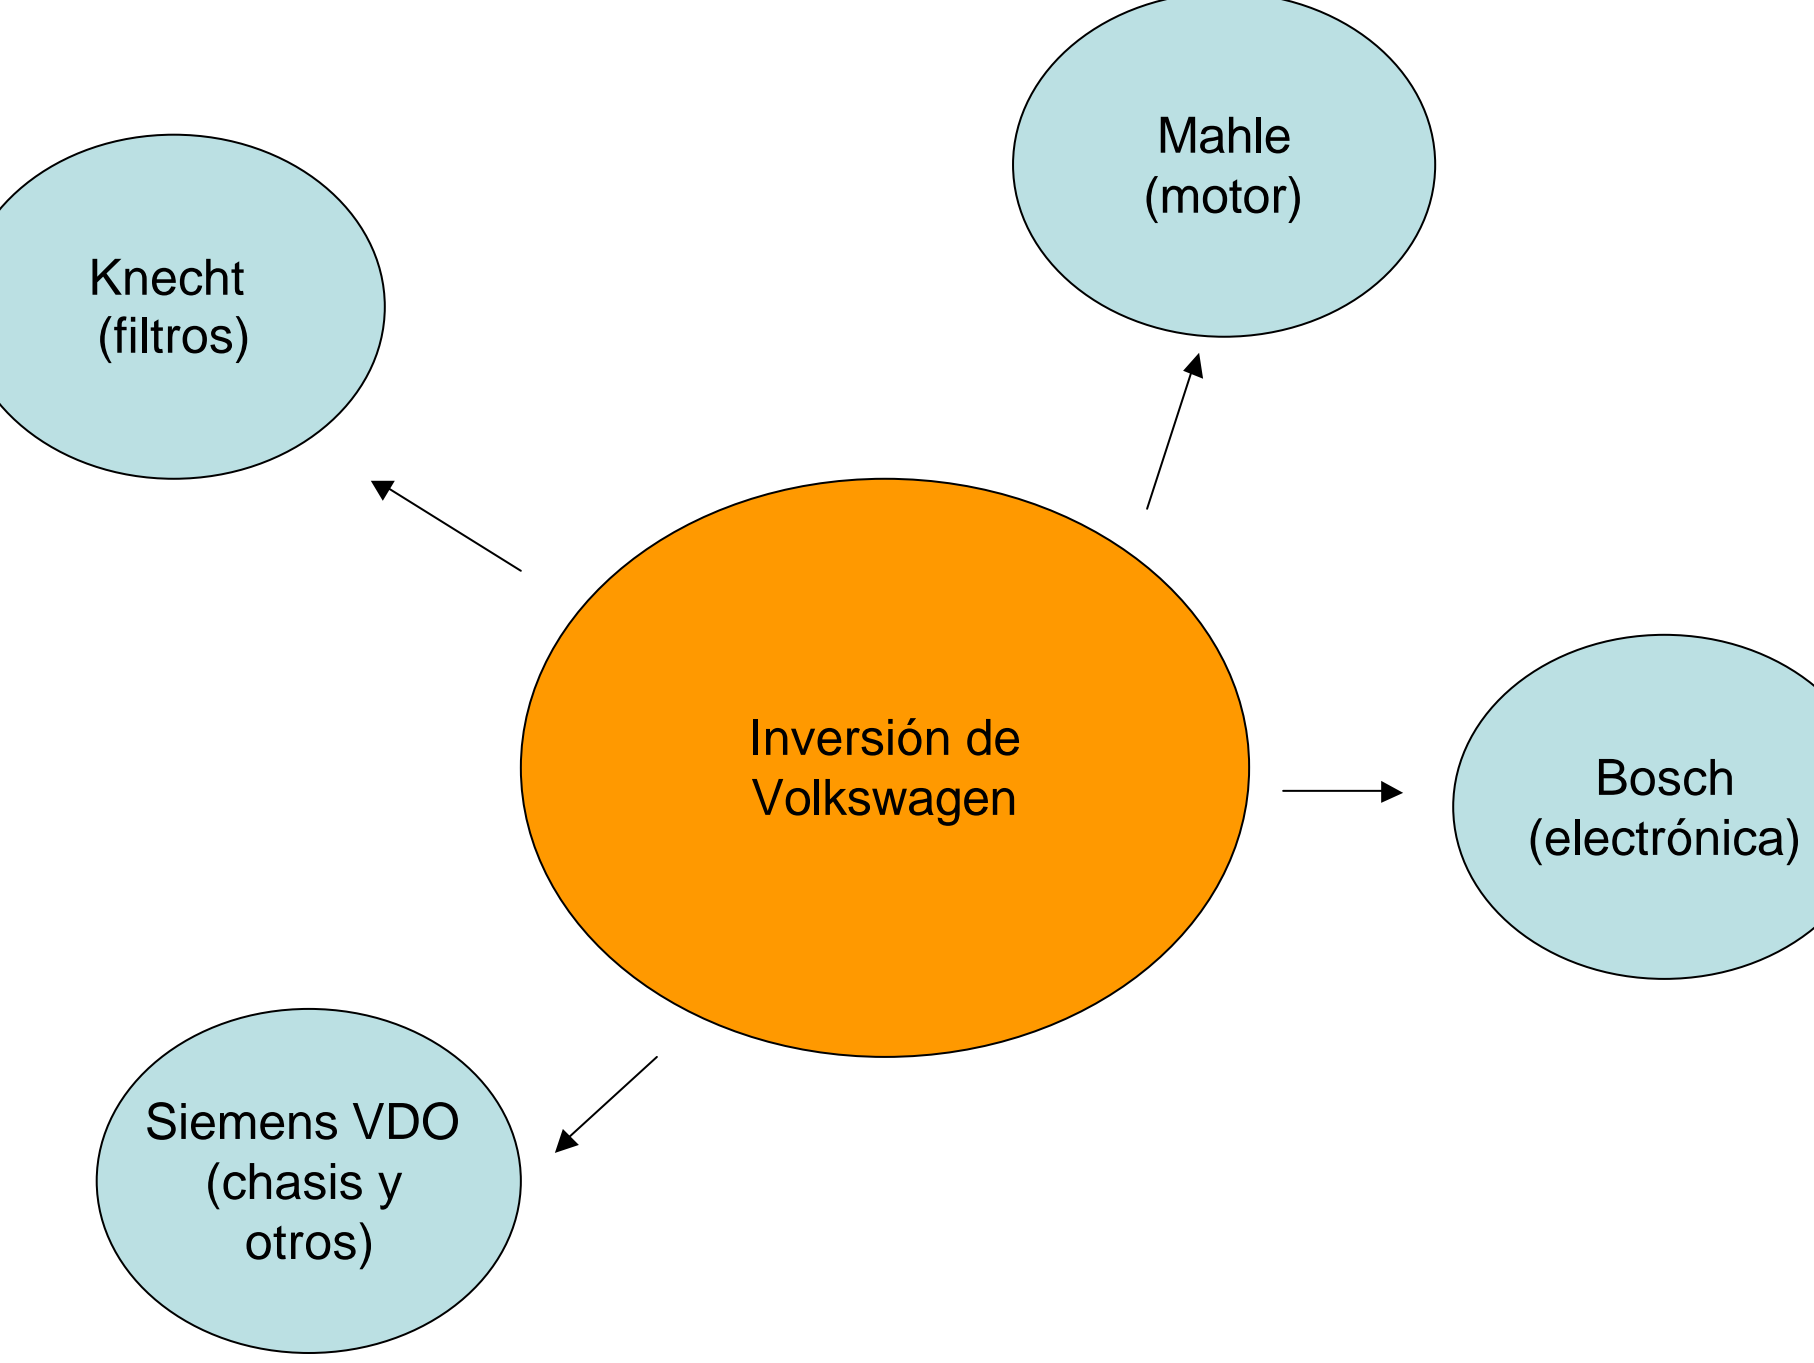 Mahle
(motor)
Knecht
(filtros)
Inversión de
Volkswagen
Bosch
(electrónica)
Siemens VDO
(chasis y
otros)